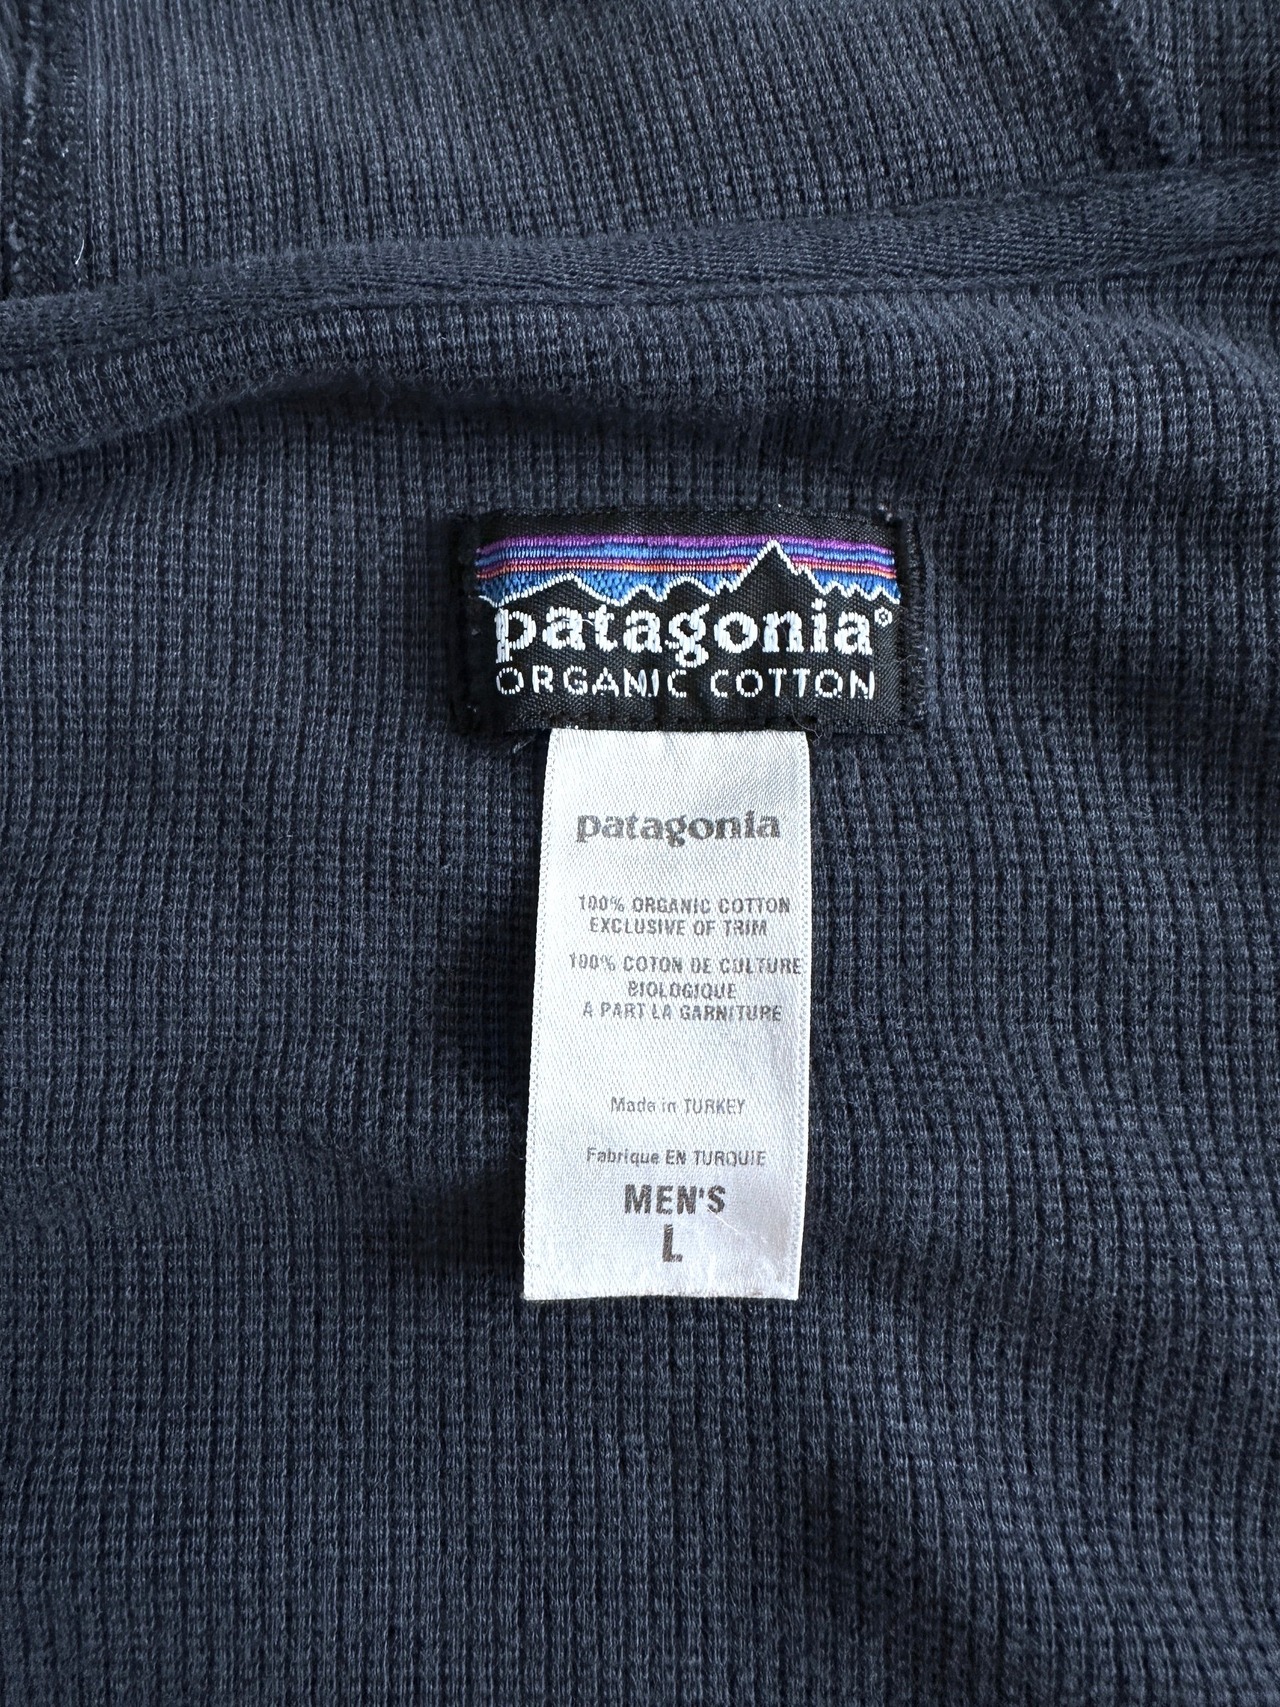 patagonia®
ORGANIC COTTON
patagonia
100% ORGANIC COTTON
EXCLUSIVE OF TRIM
100% COTON DE CULTURE
BIOLOGIQUE
A PART LA GARNITURE
Made in TURKEY
Fabrique EN TURQUIE
MEN'S
L